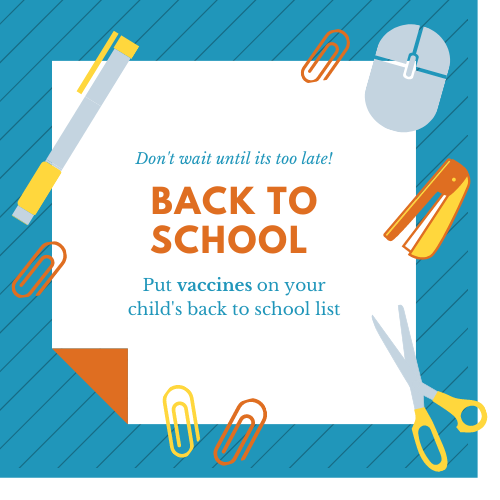 Don't wait until its too late!
BACK TO
SCHOOL
Put vaccines on your
child's back to school list